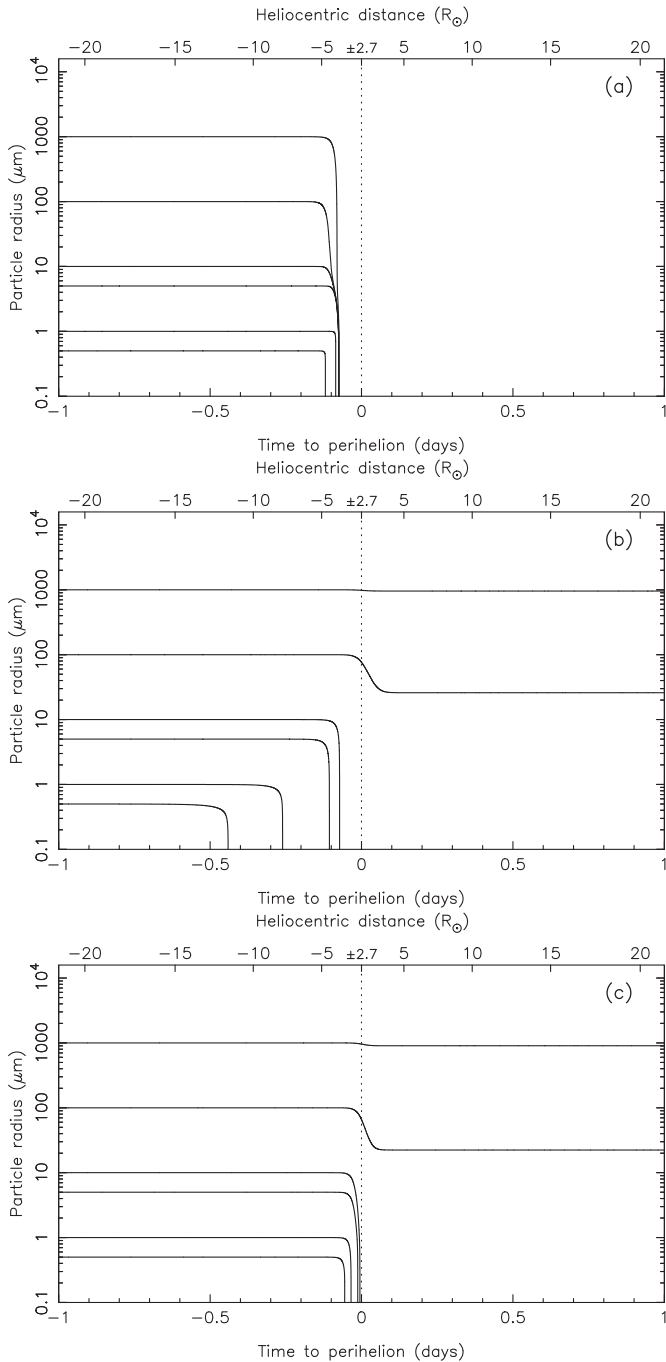 Heliocentric distance (R⊙)
−20 −15 −10 −5 ±2.7 5 10 15 20
(a)
10⁴
1000
100
10
1
0.1
Particle radius (μm)
−1 −0.5 0 0.5 1
Time to perihelion (days)
Heliocentric distance (R⊙)
−20 −15 −10 −5 ±2.7 5 10 15 20
(b)
10⁴
1000
100
10
1
0.1
Particle radius (μm)
−1 −0.5 0 0.5 1
Time to perihelion (days)
Heliocentric distance (R⊙)
−20 −15 −10 −5 ±2.7 5 10 15 20
(c)
10⁴
1000
100
10
1
0.1
Particle radius (μm)
−1 −0.5 0 0.5 1
Time to perihelion (days)